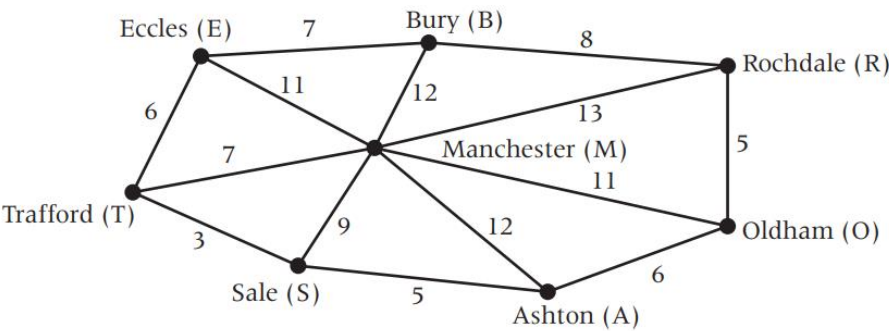 Bury (B)
Eccles (E)
7
8
Rochdale (R)
11
12
6
13
7
Manchester (M)
5
11
Trafford (T)
3
9
12
Oldham (O)
6
Sale (S)
5
Ashton (A)